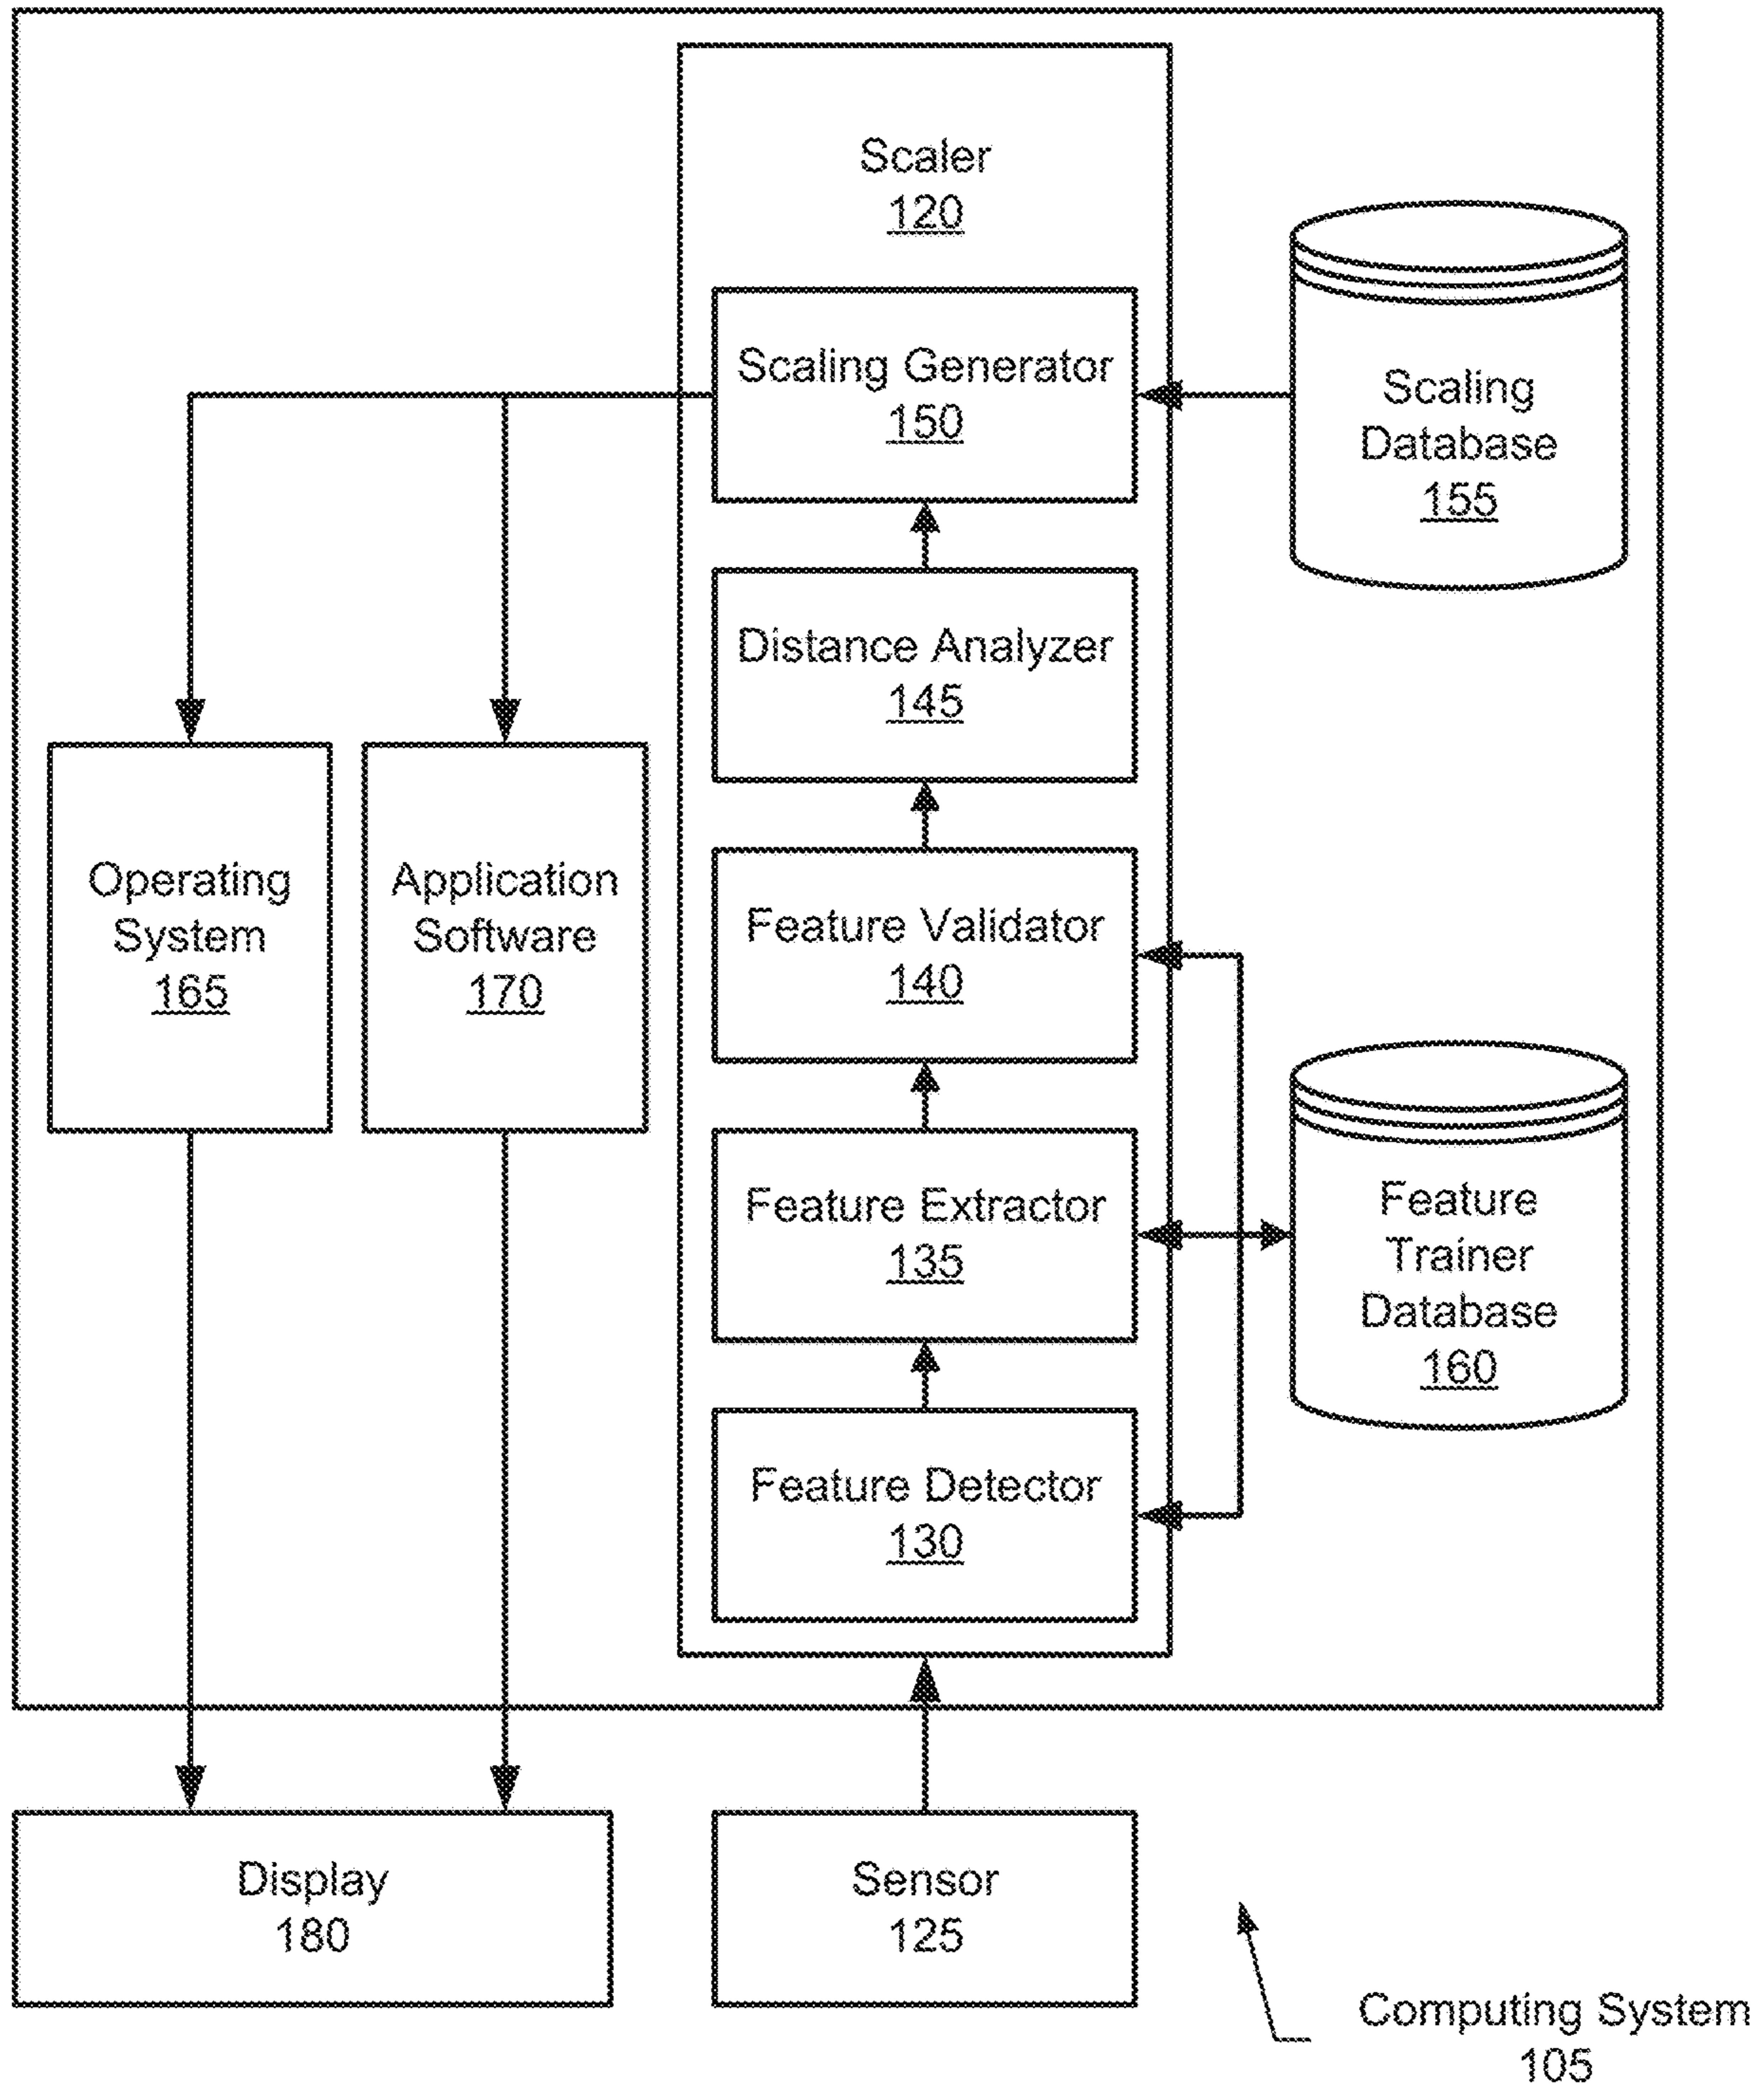 Scaler
120
Scaling Generator
150
Scaling
Database
155
Distance Analyzer
145
Operating
System
165
Application
Software
170
Feature Validator
140
Feature Extractor
135
Feature
Trainer
Database
160
Feature Detector
130
Display
180
Sensor
125
Computing System
105